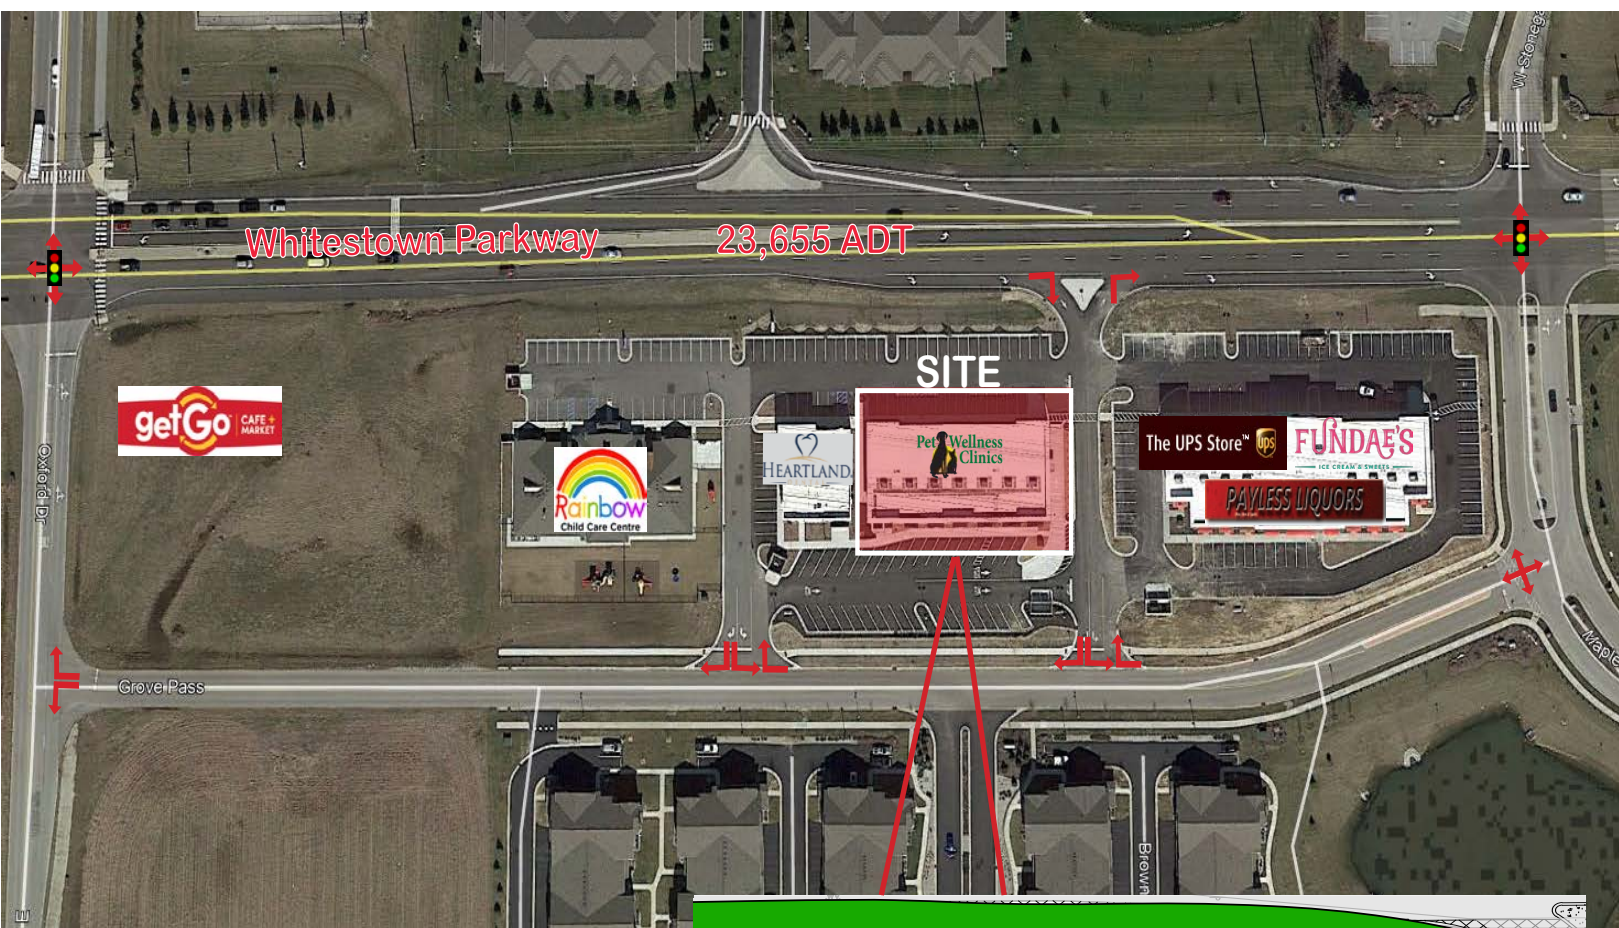 W Stonega
Whitestown Parkway
23,655 ADT
SITE
getGo
CAFE +
MARKET
The UPS Store™
ups
FUNDAE'S
ICE CREAM & SWEETS
Pet Wellness
Clinics
HEARTLAND
Rainbow
Child Care Centre
PAYLESS LIQUORS
Oxford Dr
Maple
Grove Pass
Brown
E